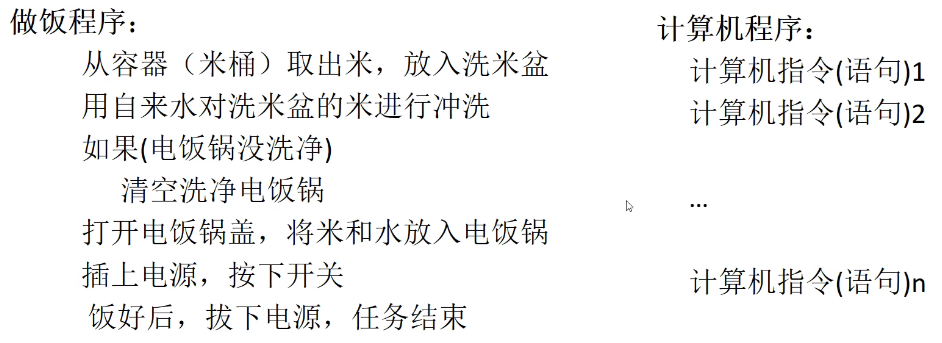 做饭程序：
从容器（米桶）取出米，放入洗米盆
用自来水对洗米盆的米进行冲洗
如果(电饭锅没洗净)
清空洗净电饭锅
打开电饭锅盖，将米和水放入电饭锅
插上电源，按下开关
饭好后，拔下电源，任务结束
计算机程序：
计算机指令(语句)1
计算机指令(语句)2
...
计算机指令(语句)n